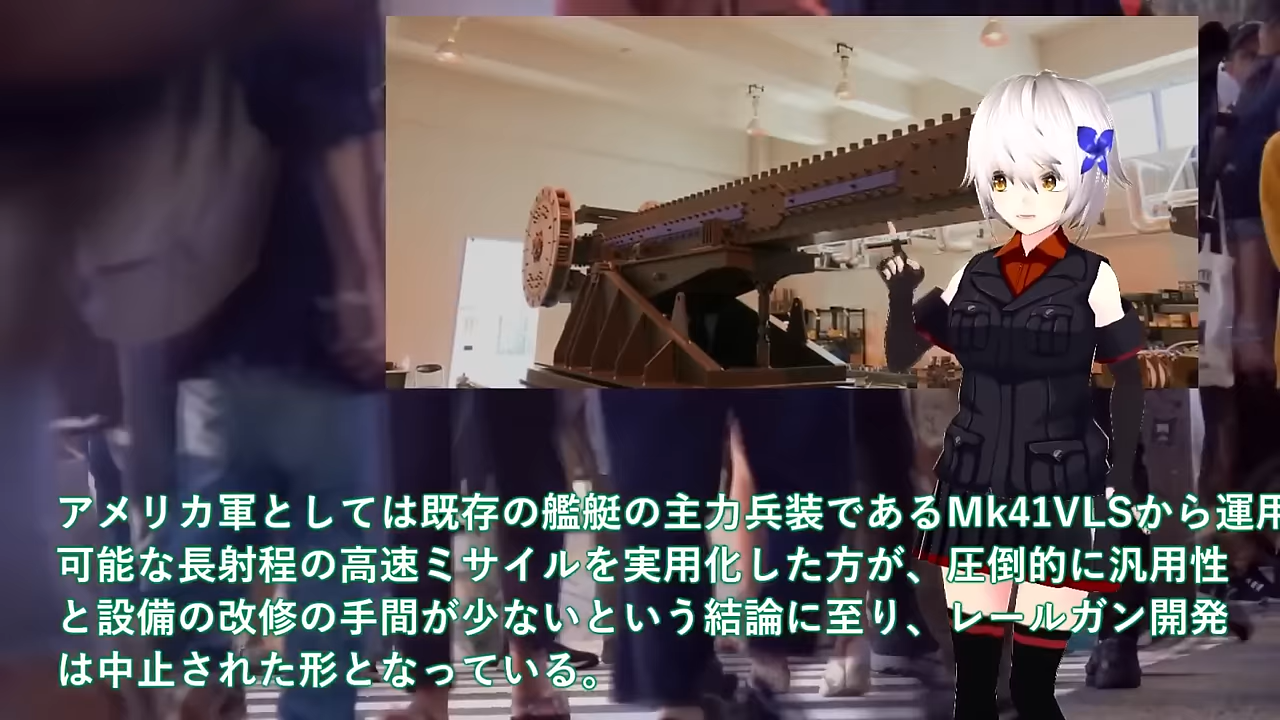 アメリカ軍としては既存の艦艇の主力兵装であるMk41VLSから運用
可能な長射程の高速ミサイルを実用化した方が、圧倒的に汎用性
と設備の改修の手間が少ないという結論に至り、レールガン開発
は中止された形となっている。